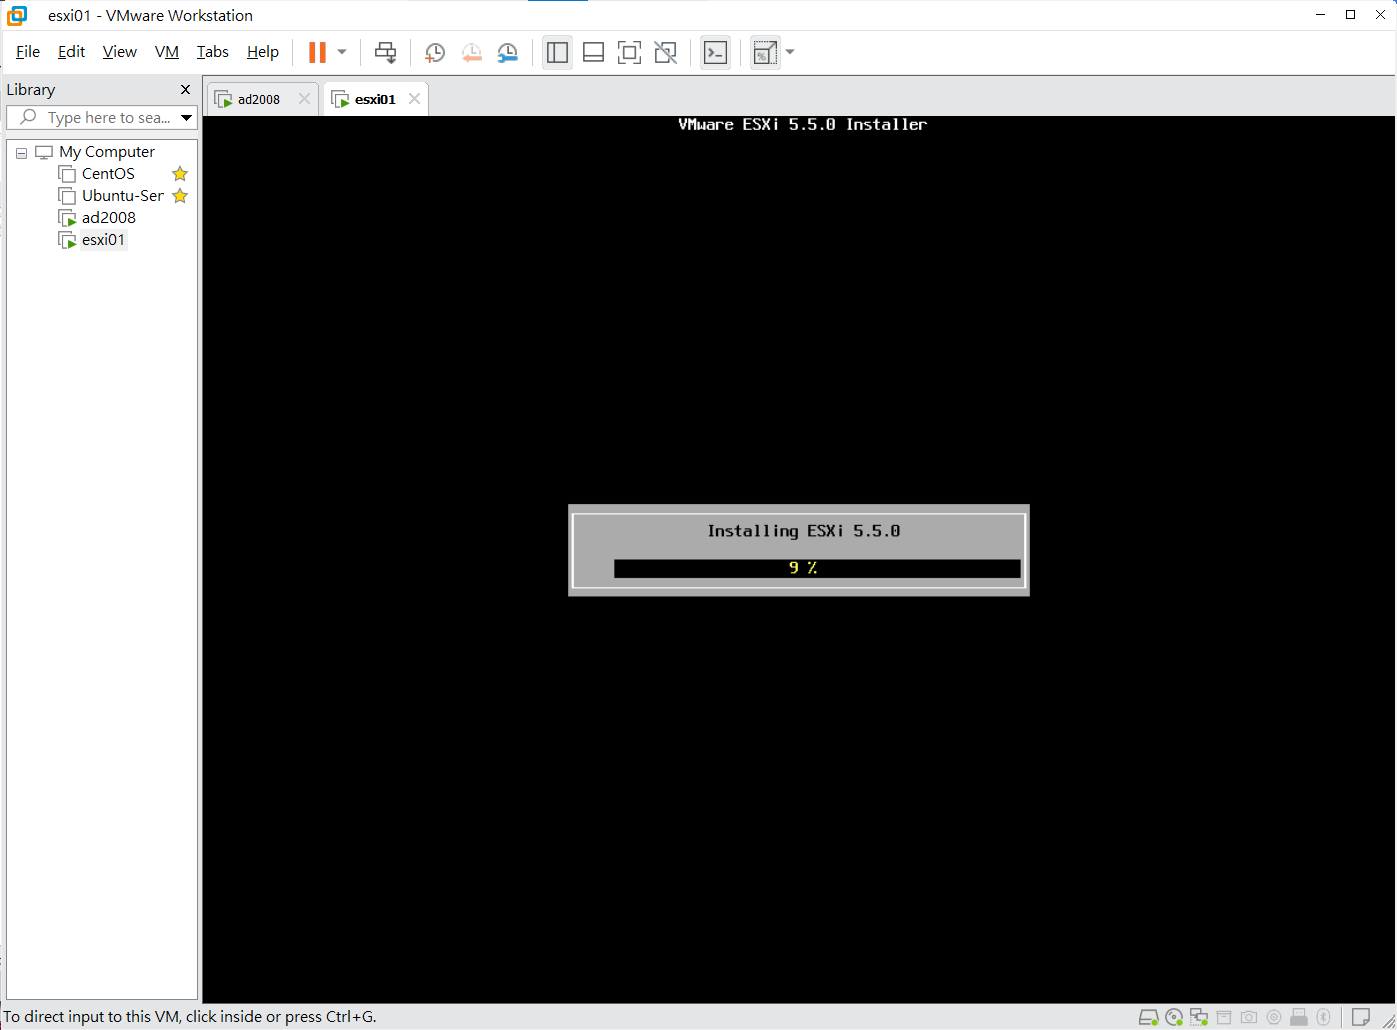 esxi01 - VMware Workstation
File Edit View VM Tabs Help
Library
Type here to sea...
My Computer
CentOS
Ubuntu-Ser
ad2008
esxi01
ad2008
esxi01
VMware ESXi 5.5.0 Installer
Installing ESXi 5.5.0
9 %
To direct input to this VM, click inside or press Ctrl+G.